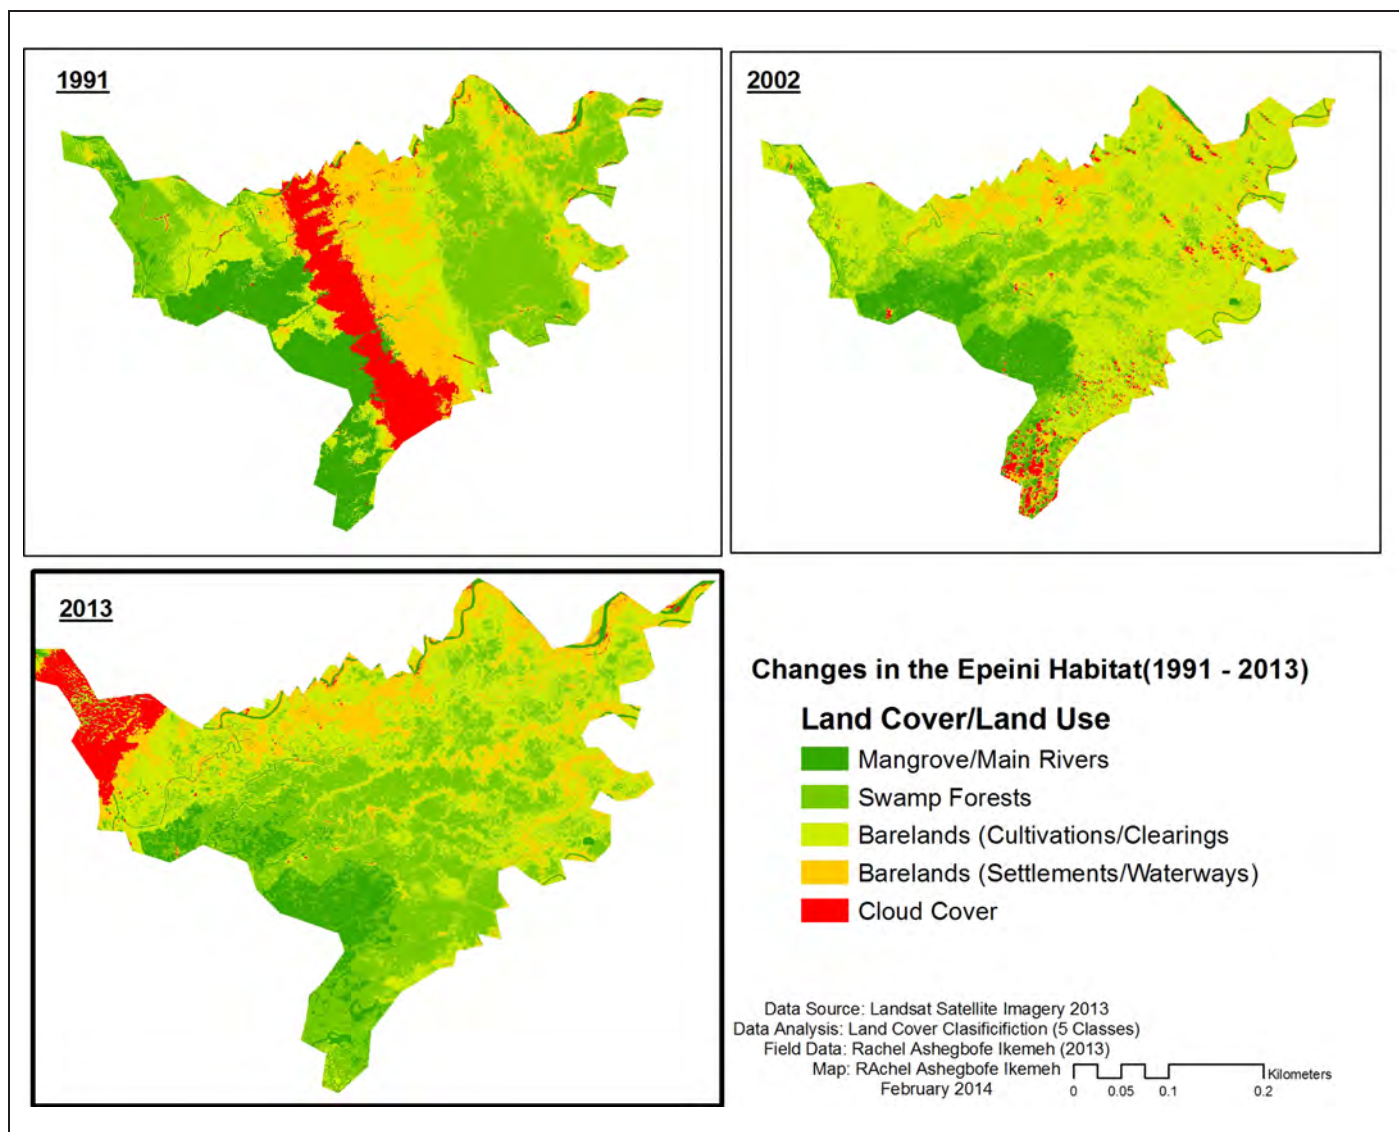 1991
2002
2013
Changes in the Epeini Habitat(1991 - 2013)
Land Cover/Land Use
Mangrove/Main Rivers
Swamp Forests
Barelands (Cultivations/Clearings
Barelands (Settlements/Waterways)
Cloud Cover
Data Source: Landsat Satellite Imagery 2013
Data Analysis: Land Cover Clasificifiction (5 Classes)
Field Data: Rachel Ashegbofe Ikemeh (2013)
Map: RAchel Ashegbofe Ikemeh
February 2014
Kilometers
0 0.05 0.1 0.2